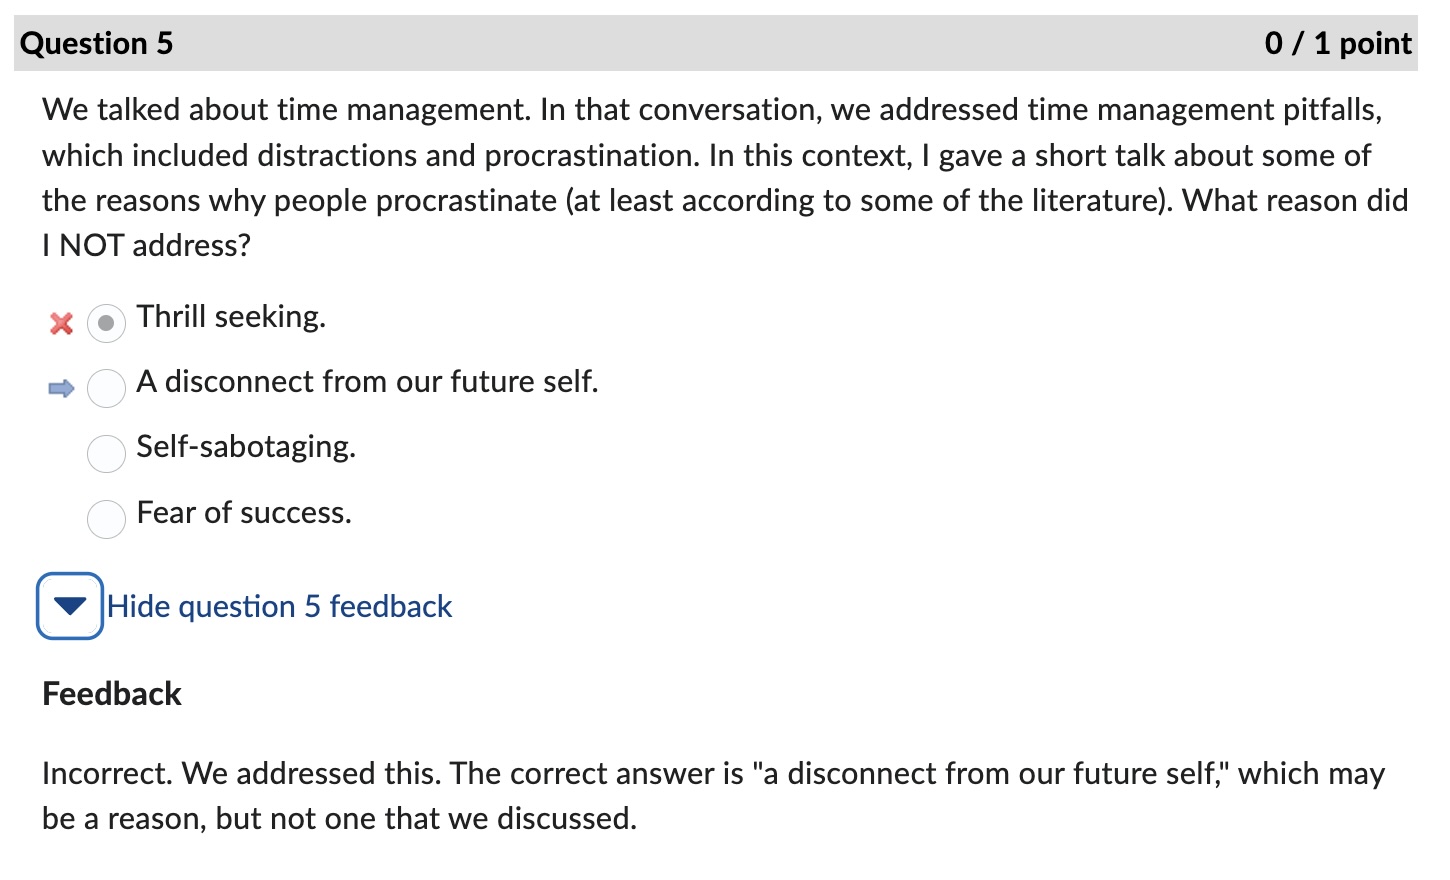 Question 5 0 / 1 point
We talked about time management. In that conversation, we addressed time management pitfalls,
which included distractions and procrastination. In this context, I gave a short talk about some of
the reasons why people procrastinate (at least according to some of the literature). What reason did
I NOT address?
Thrill seeking.
A disconnect from our future self.
Self-sabotaging.
Fear of success.
Hide question 5 feedback
Feedback
Incorrect. We addressed this. The correct answer is "a disconnect from our future self," which may
be a reason, but not one that we discussed.